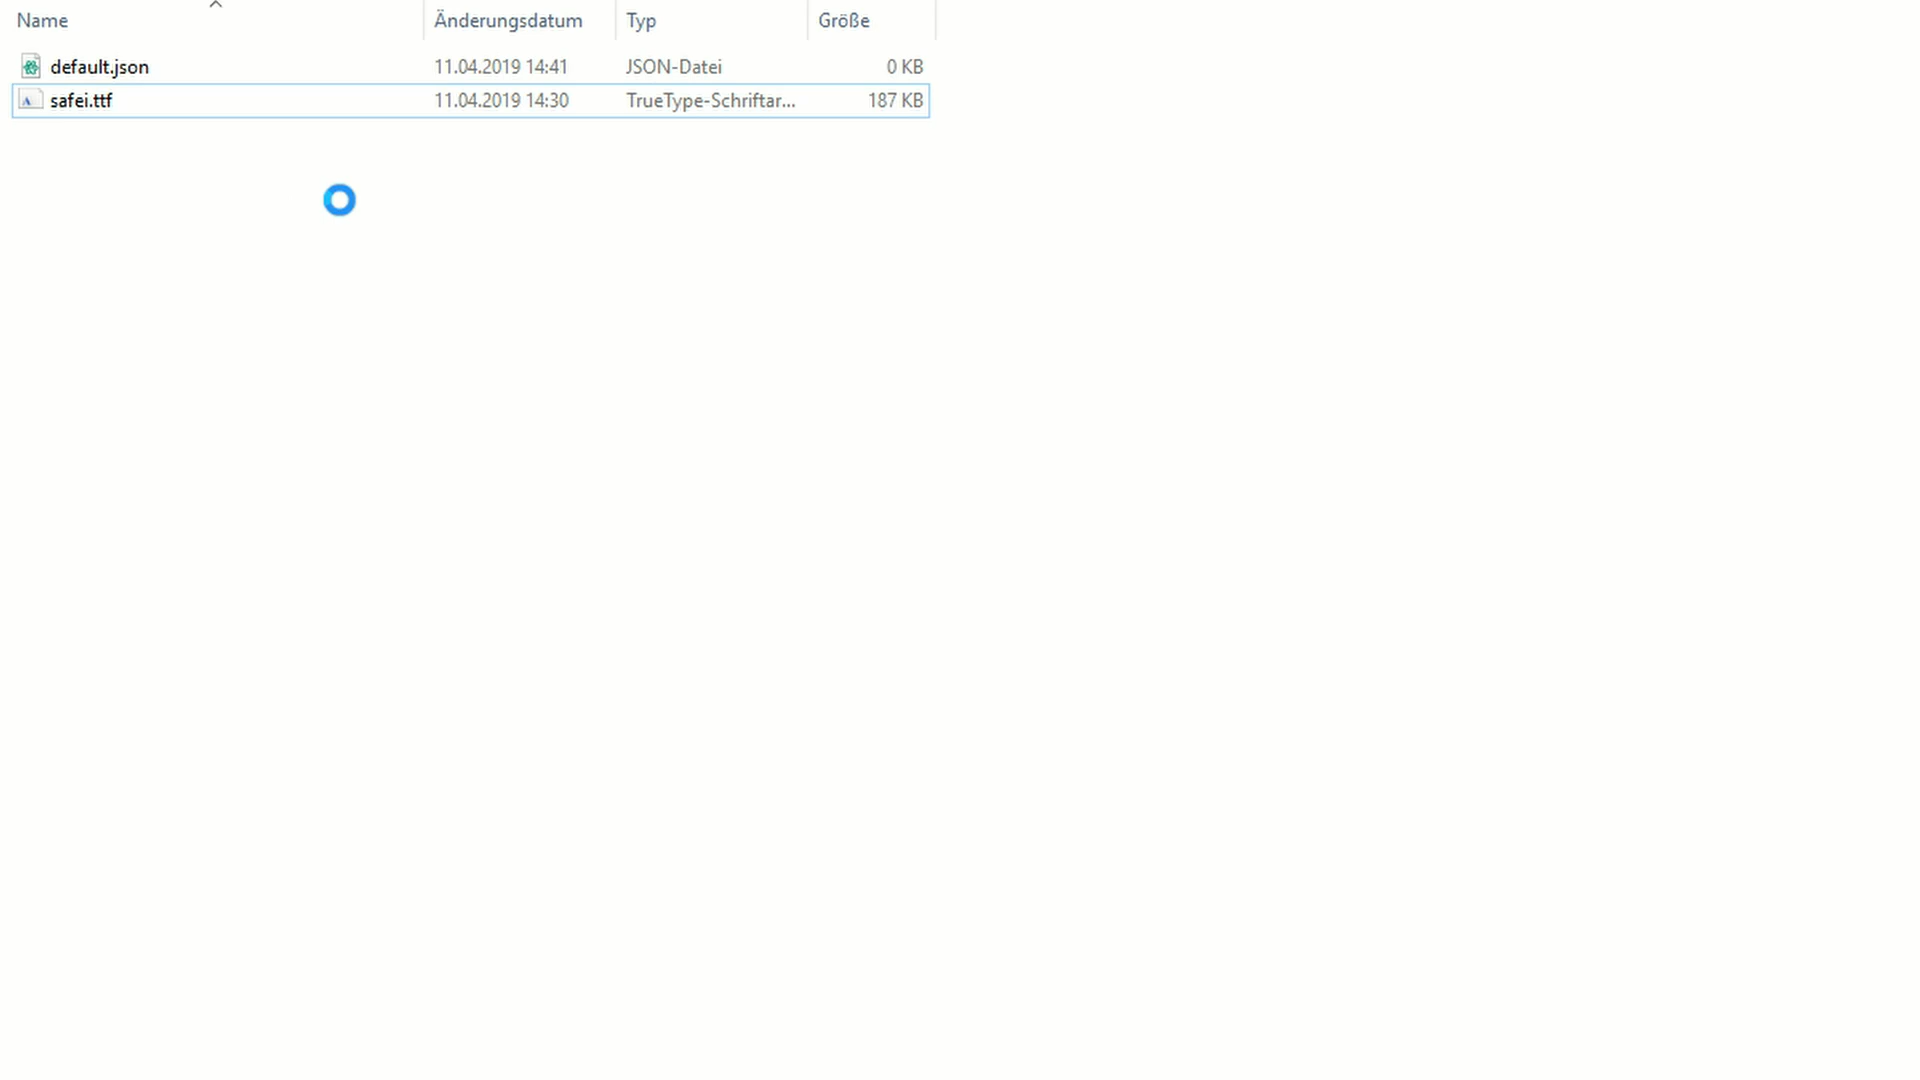 Name Änderungsdatum Typ Größe
default.json 11.04.2019 14:41 JSON-Datei 0 KB
safei.ttf 11.04.2019 14:30 TrueType-Schriftar... 187 KB